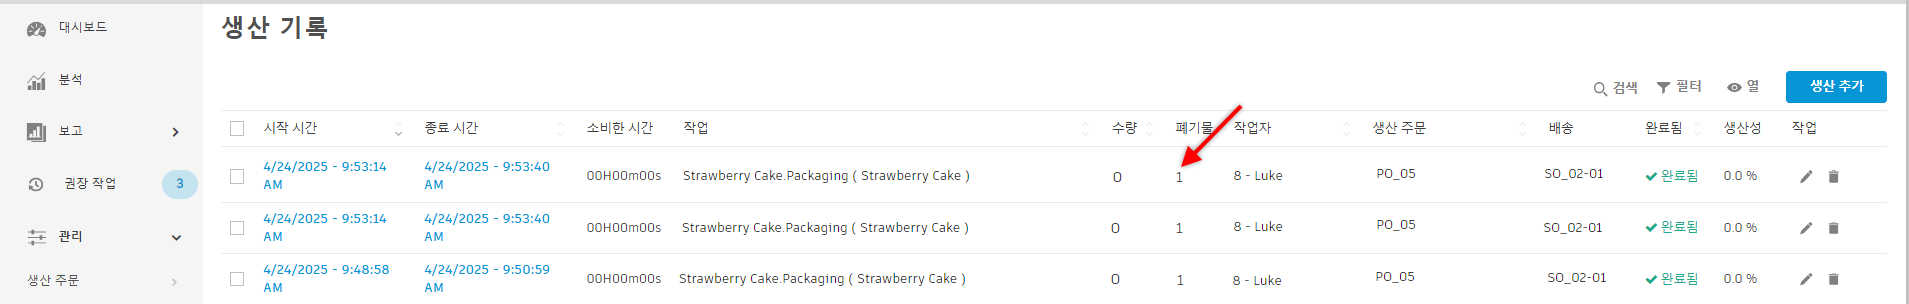 대시보드
분석
보고
권장 작업 3
관리
생산 주문
생산 기록
검색 필터 열 생산 추가
시작 시간 종료 시간 소비한 시간 작업 수량 폐기물 작업자 생산 주문 배송 완료됨 생산성 작업
4/24/2025 - 9:53:14 AM 4/24/2025 - 9:53:40 AM 00H00m00s Strawberry Cake.Packaging ( Strawberry Cake ) 0 1 8 - Luke PO_05 SO_02-01 완료됨 0.0 %
4/24/2025 - 9:53:14 AM 4/24/2025 - 9:53:40 AM 00H00m00s Strawberry Cake.Packaging ( Strawberry Cake ) 0 1 8 - Luke PO_05 SO_02-01 완료됨 0.0 %
4/24/2025 - 9:48:58 AM 4/24/2025 - 9:50:59 AM 00H00m00s Strawberry Cake.Packaging ( Strawberry Cake ) 0 1 8 - Luke PO_05 SO_02-01 완료됨 0.0 %